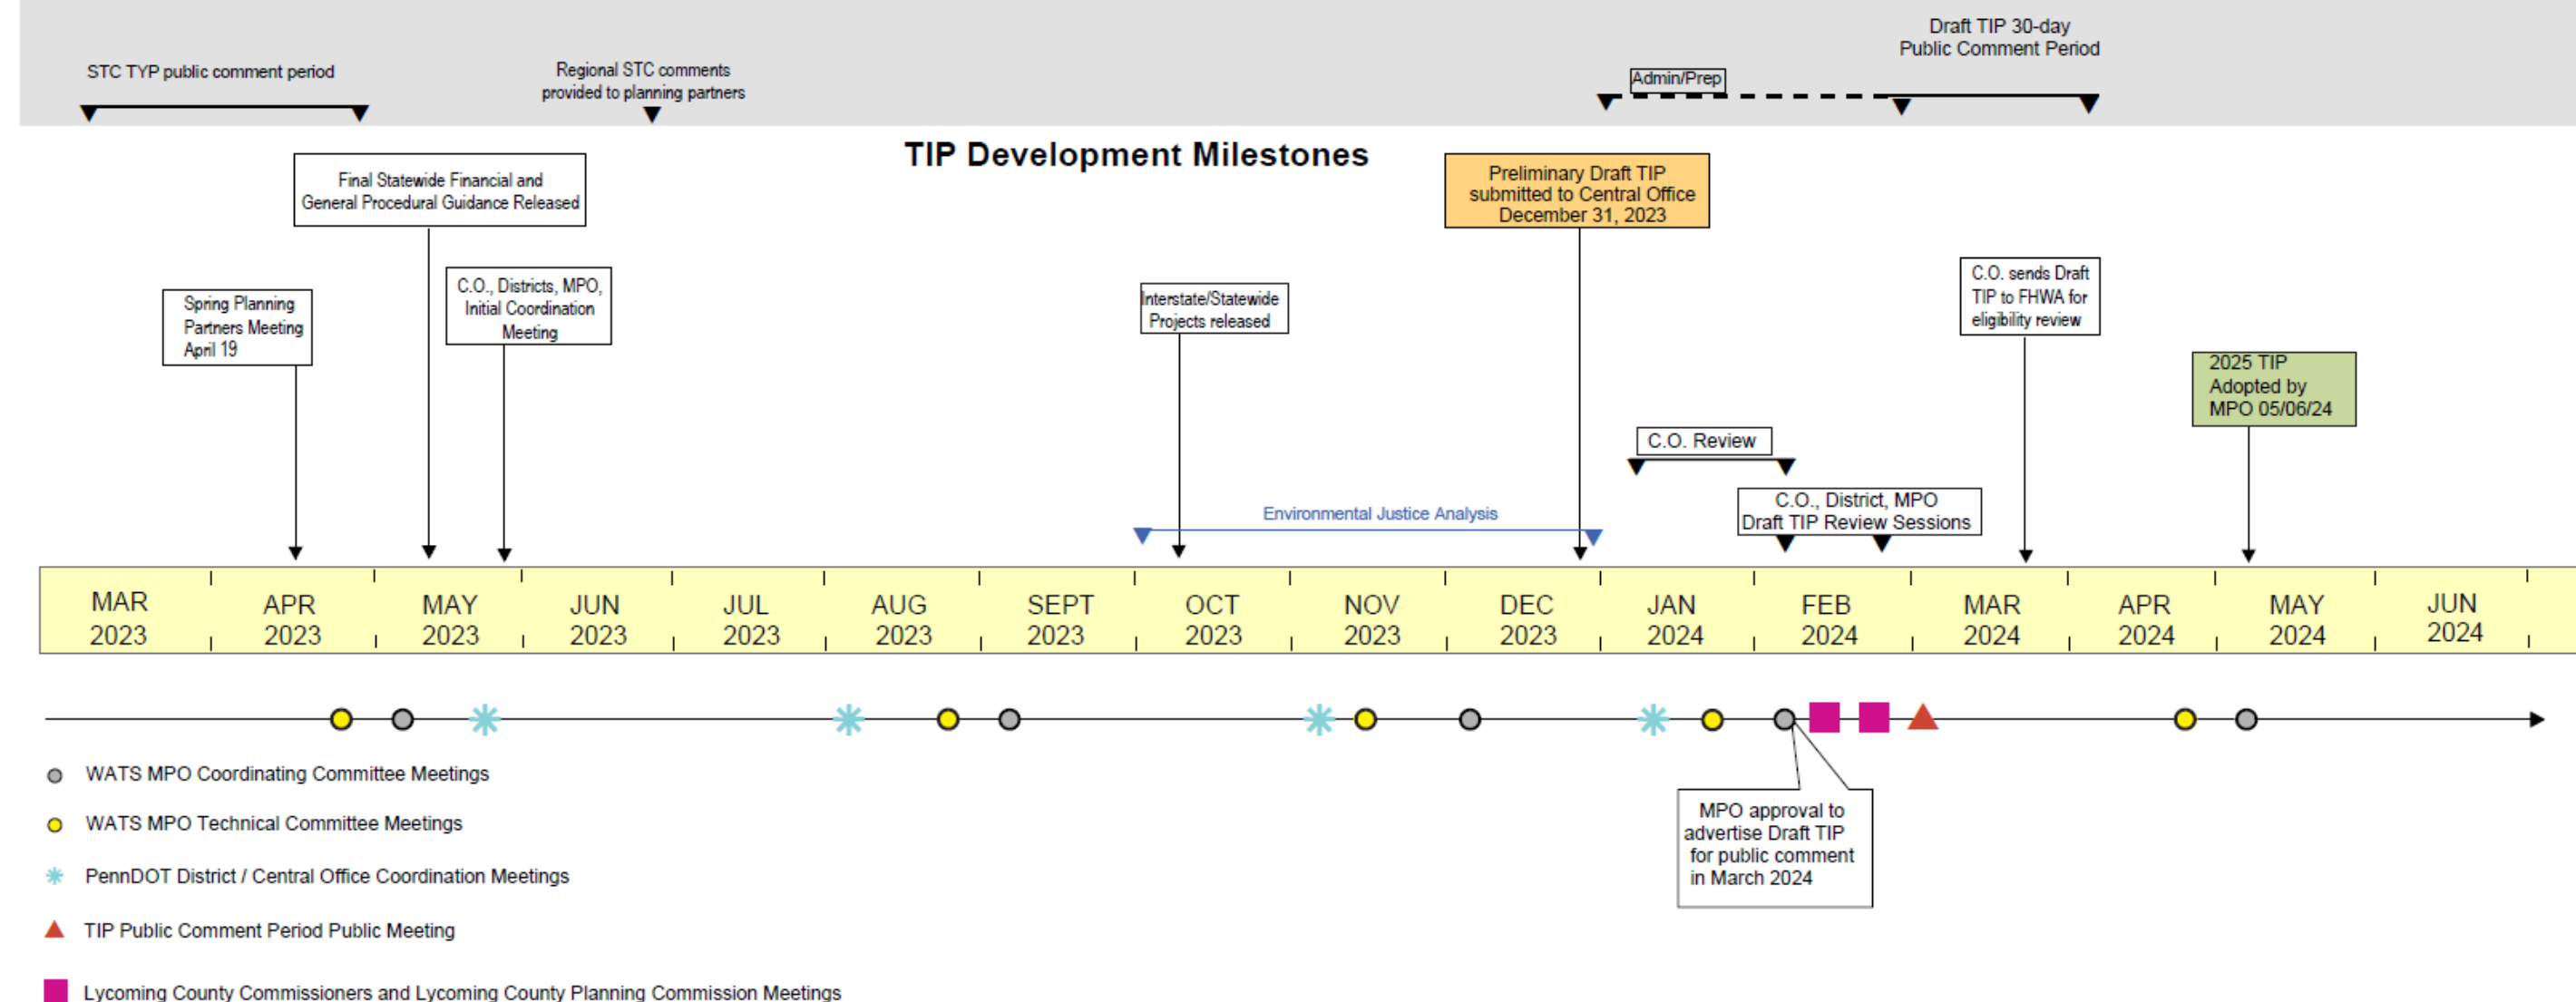 STC TYP public comment period
Regional STC comments
provided to planning partners
Admin/Prep
Draft TIP 30-day
Public Comment Period
TIP Development Milestones
Final Statewide Financial and
General Procedural Guidance Released
Preliminary Draft TIP
submitted to Central Office
December 31, 2023
Spring Planning
Partners Meeting
April 19
C.O., Districts, MPO,
Initial Coordination
Meeting
Interstate/Statewide
Projects released
C.O. sends Draft
TIP to FHWA for
eligibility review
2025 TIP
Adopted by
MPO 05/06/24
C.O. Review
Environmental Justice Analysis
C.O., District, MPO
Draft TIP Review Sessions
MAR
2023
APR
2023
MAY
2023
JUN
2023
JUL
2023
AUG
2023
SEPT
2023
OCT
2023
NOV
2023
DEC
2023
JAN
2024
FEB
2024
MAR
2024
APR
2024
MAY
2024
JUN
2024
MPO approval to
advertise Draft TIP
for public comment
in March 2024
WATS MPO Coordinating Committee Meetings
WATS MPO Technical Committee Meetings
PennDOT District / Central Office Coordination Meetings
TIP Public Comment Period Public Meeting
Lycoming County Commissioners and Lycoming County Planning Commission Meetings